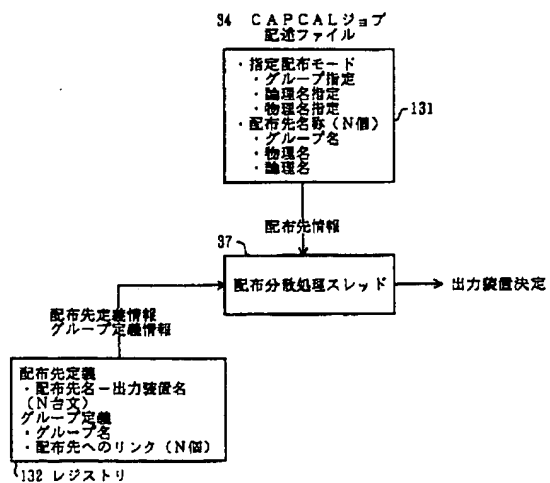 34 CAPCALジョブ
記述ファイル
・指定配布モード
・グループ指定
・論理名指定
・物理名指定
・配布先名称(N個)
・グループ名
・物理名
・論理名
131
配布先情報
37
配布分散処理スレッド
出力装置決定
配布先定義情報
グループ定義情報
配布先定義
・配布先名-出力装置名
(N台文)
グループ定義
・グループ名
・配布先へのリンク(N個)
132 レジストリ